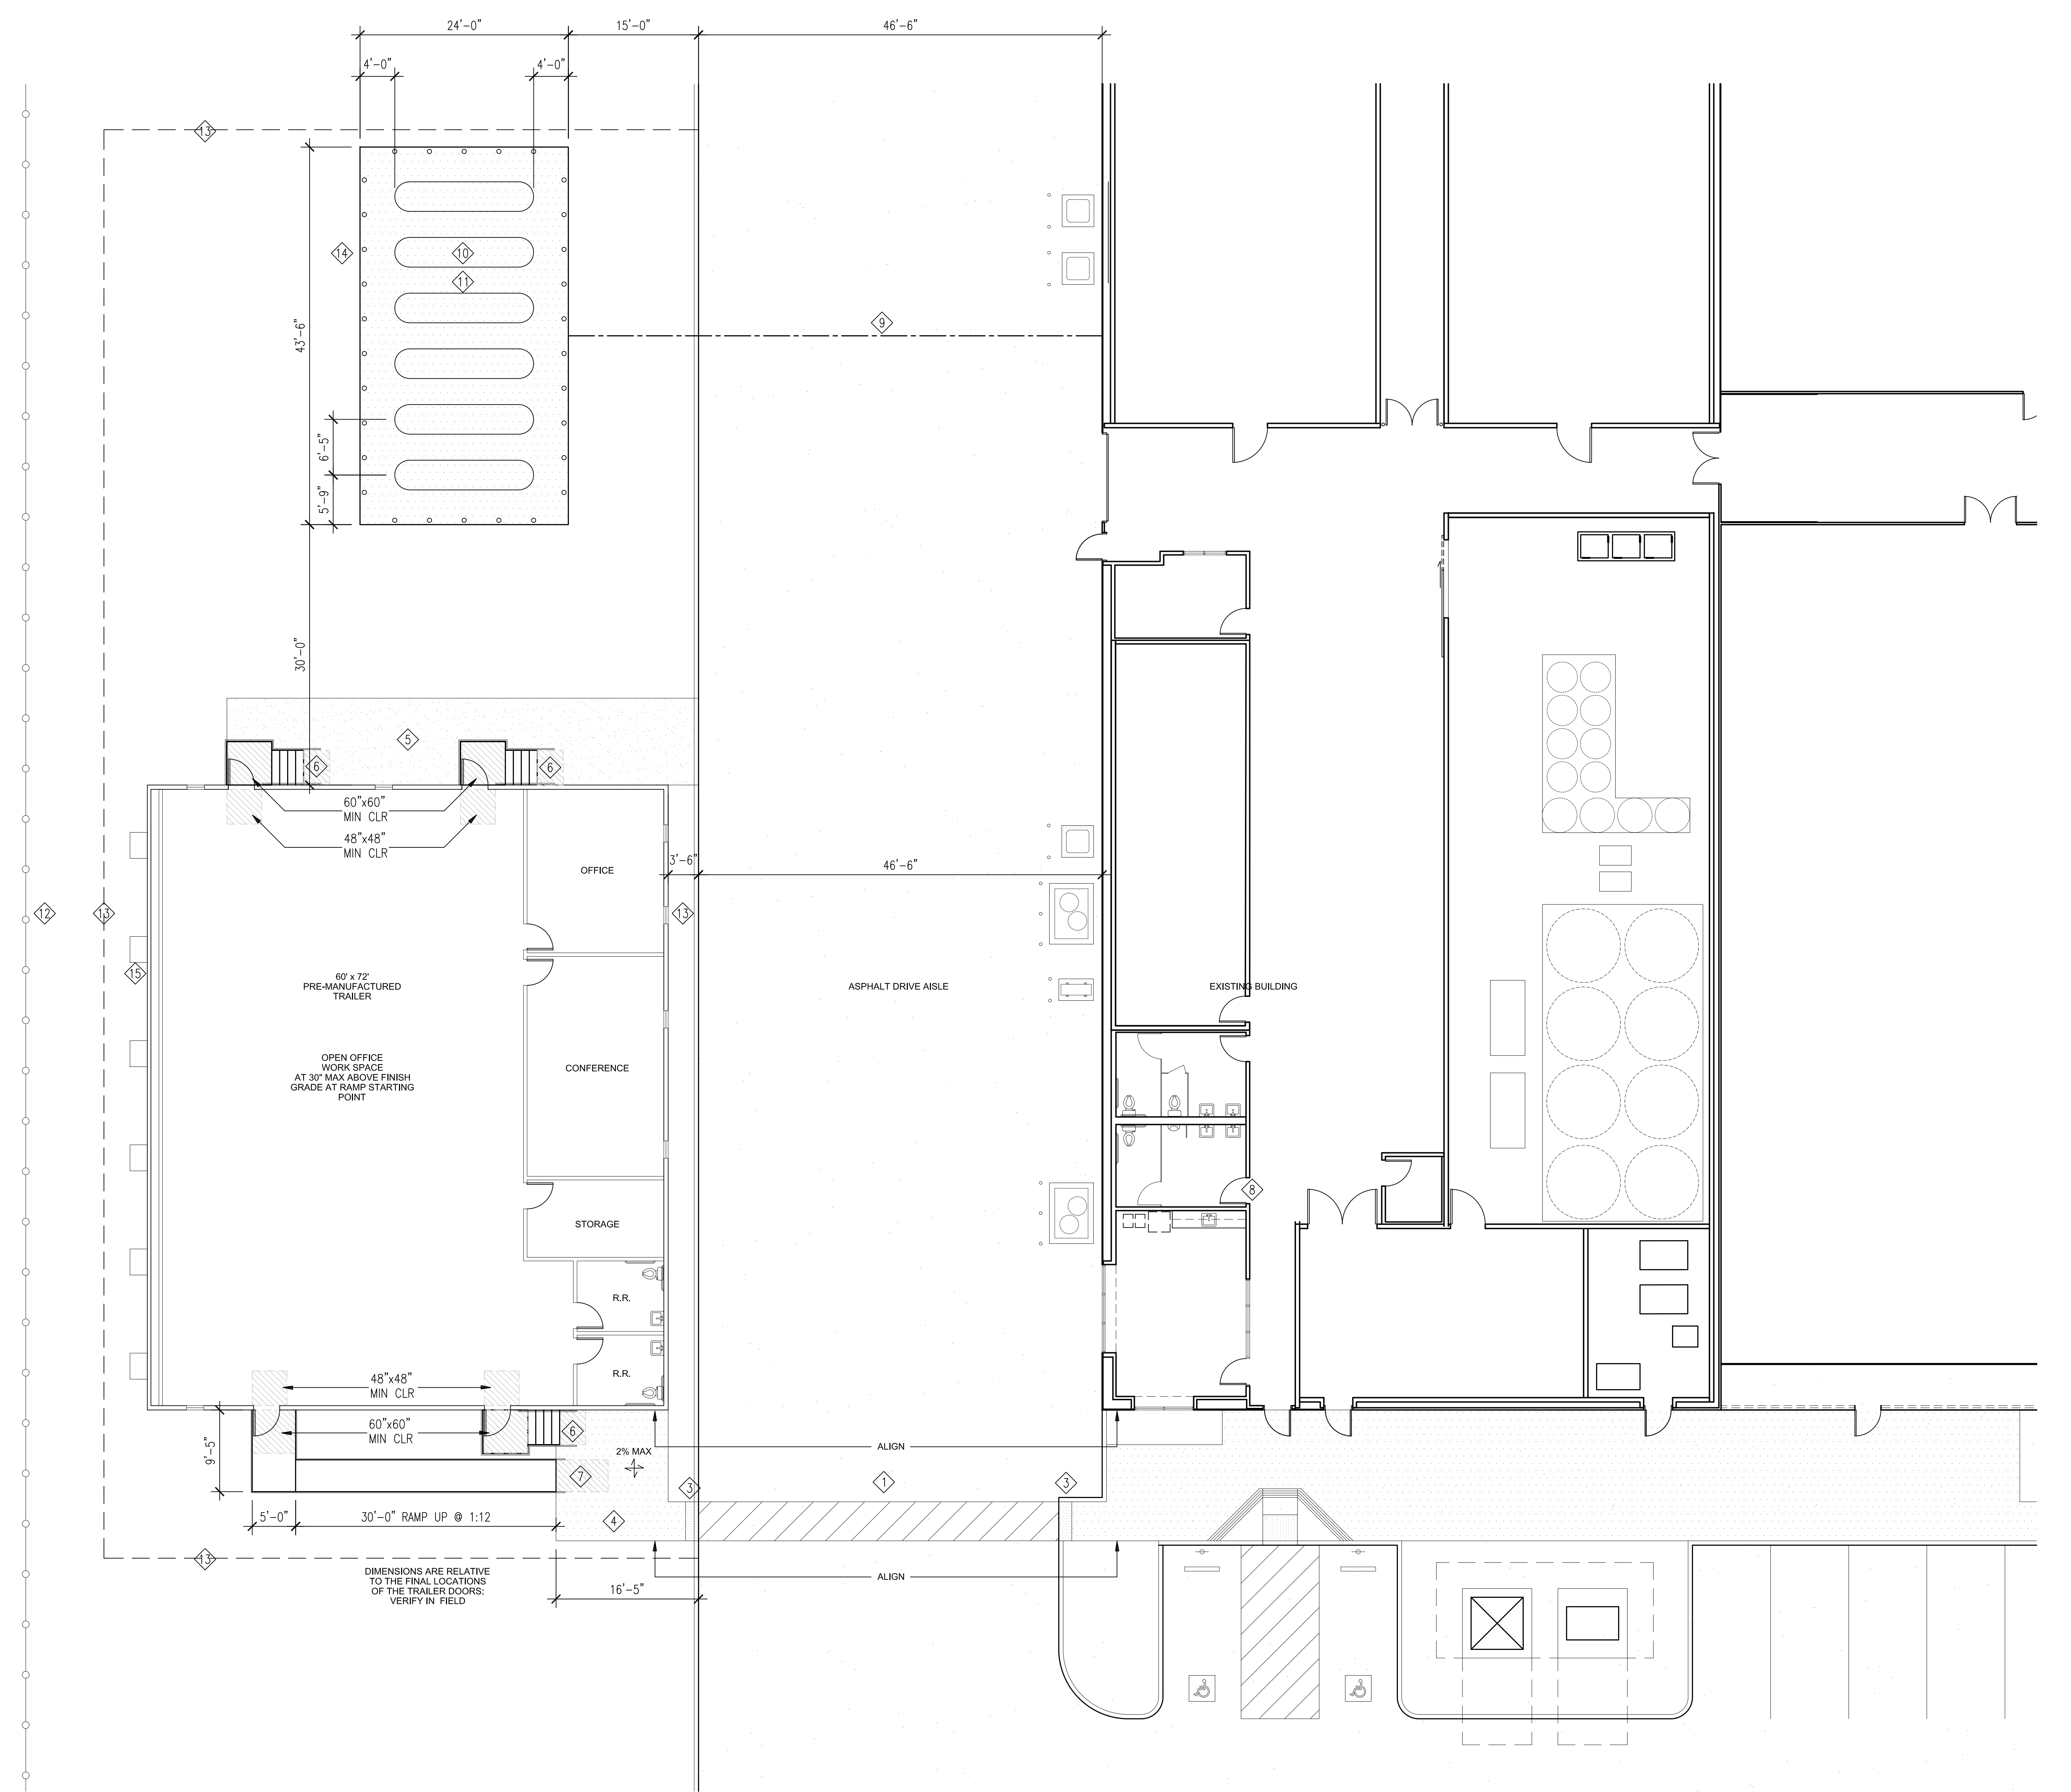 24'-0"
15'-0"
46'-6"
4'-0"
4'-0"
13
14
10
11
9
43'-6"
6'-5"
5'-9"
30'-0"
5
6
6
60"x60"
MIN CLR
48"x48"
MIN CLR
OFFICE
3'-6"
46'-6"
12
13
13
15
60' x 72'
PRE-MANUFACTURED
TRAILER
ASPHALT DRIVE AISLE
EXISTING BUILDING
OPEN OFFICE
WORK SPACE
AT 30" MAX ABOVE FINISH
GRADE AT RAMP STARTING
POINT
CONFERENCE
8
STORAGE
R.R.
R.R.
48"x48"
MIN CLR
60"x60"
MIN CLR
6
9'-5"
2% MAX
ALIGN
7
3
1
3
5'-0"
30'-0" RAMP UP @ 1:12
4
13
DIMENSIONS ARE RELATIVE
TO THE FINAL LOCATIONS
OF THE TRAILER DOORS;
VERIFY IN FIELD
16'-5"
ALIGN